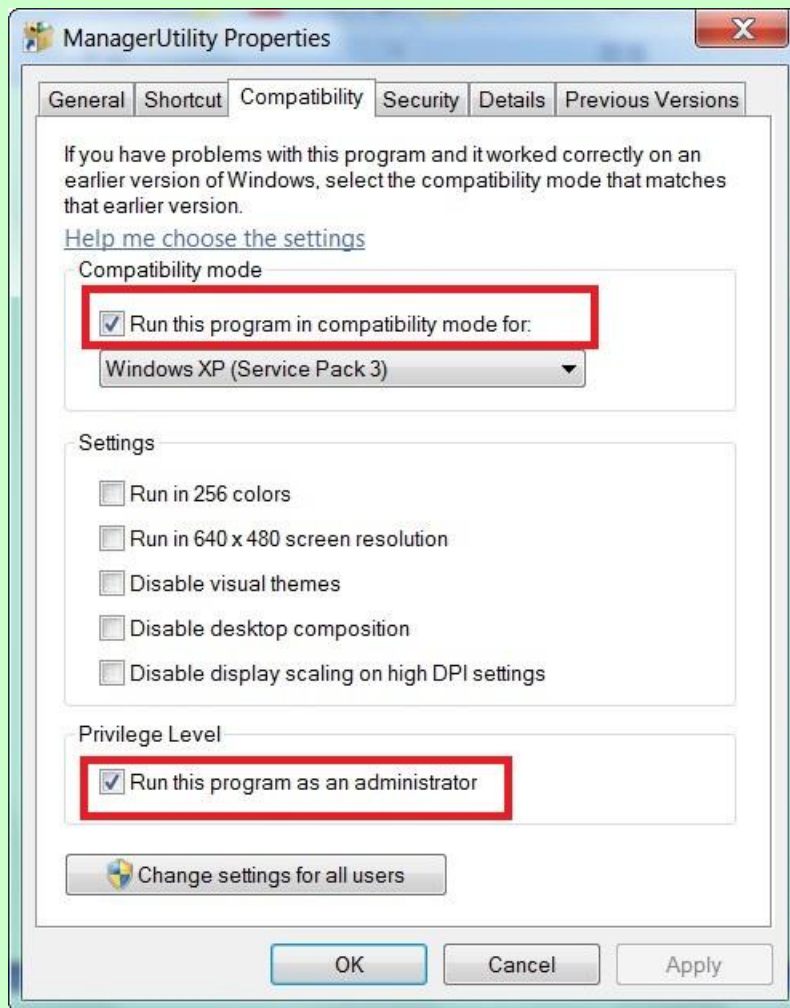 ManagerUtility Properties
General Shortcut Compatibility Security Details Previous Versions
If you have problems with this program and it worked correctly on an
earlier version of Windows, select the compatibility mode that matches
that earlier version.
Help me choose the settings
Compatibility mode
Run this program in compatibility mode for:
Windows XP (Service Pack 3)
Settings
Run in 256 colors
Run in 640 x 480 screen resolution
Disable visual themes
Disable desktop composition
Disable display scaling on high DPI settings
Privilege Level
Run this program as an administrator
Change settings for all users
OK Cancel Apply